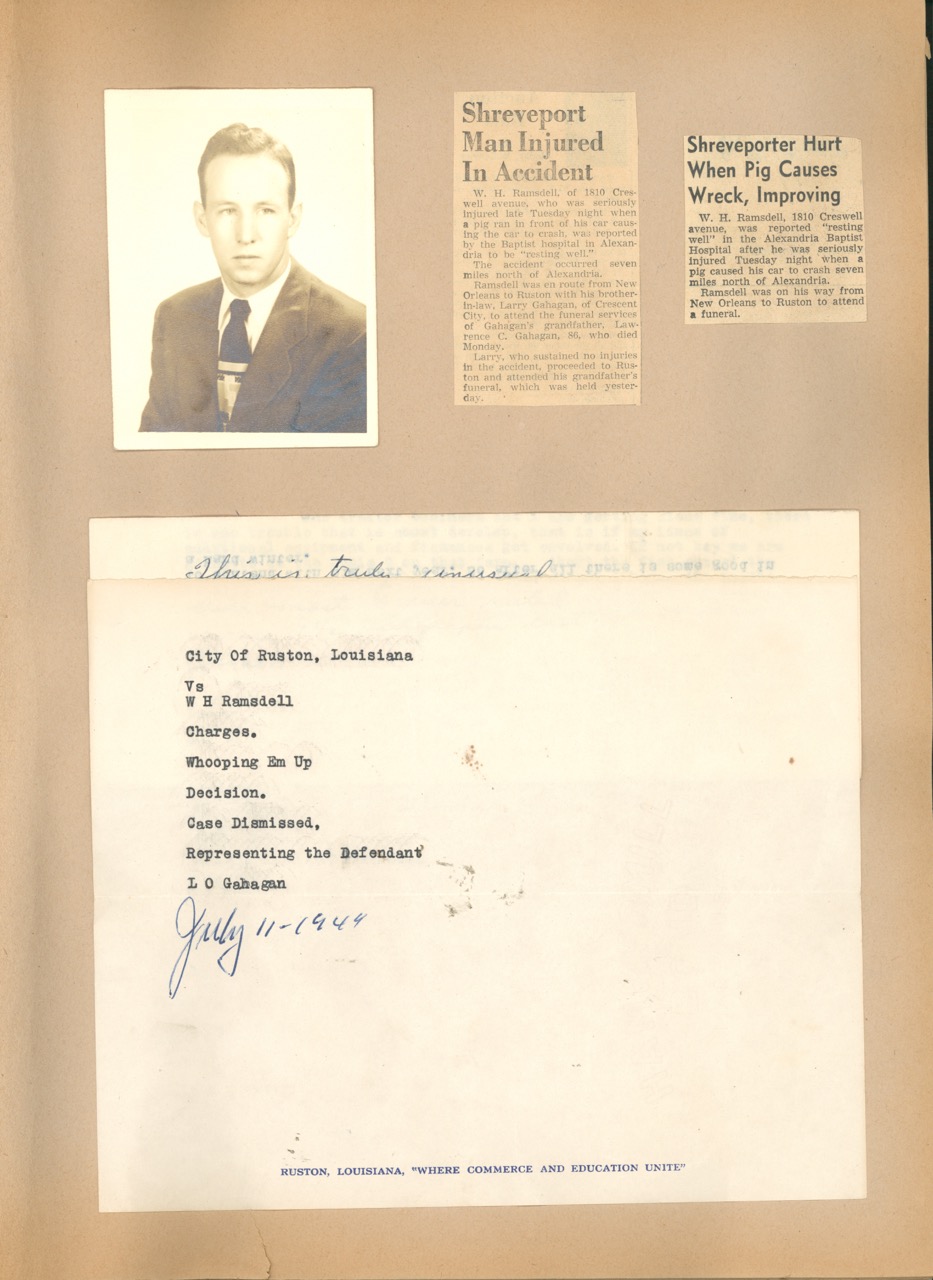 Shreveport
Man Injured
In Accident
W. H. Ramsdell, of 1810 Cres-
well avenue, who was seriously
injured late Tuesday night when
a pig ran in front of his car caus-
ing the car to crash, was reported
by the Baptist hospital in Alexan-
dria to be "resting well."
The accident occurred seven
miles north of Alexandria.
Ramsdell was en route from New
Orleans to Ruston with his brother-
in-law, Larry Gahagan, of Crescent
City, to attend the funeral services
of Gahagan's grandfather, Law-
rence C. Gahagan, 86, who died
Monday.
Larry, who sustained no injuries
in the accident, proceeded to Rus-
ton and attended his grandfather's
funeral, which was held yester-
day.
Shreveporter Hurt
When Pig Causes
Wreck, Improving
W. H. Ramsdell, 1810 Creswell
avenue, was reported "resting
well" in the Alexandria Baptist
Hospital after he was seriously
injured Tuesday night when a
pig caused his car to crash seven
miles north of Alexandria.
Ramsdell was on his way from
New Orleans to Ruston to attend
a funeral.
This is truly
City Of Ruston, Louisiana
Vs
W H Ramsdell
Charges.
Whooping Em Up
Decision.
Case Dismissed,
Representing the Defendant
L O Gahagan
July 11-1949
RUSTON, LOUISIANA, "WHERE COMMERCE AND EDUCATION UNITE"